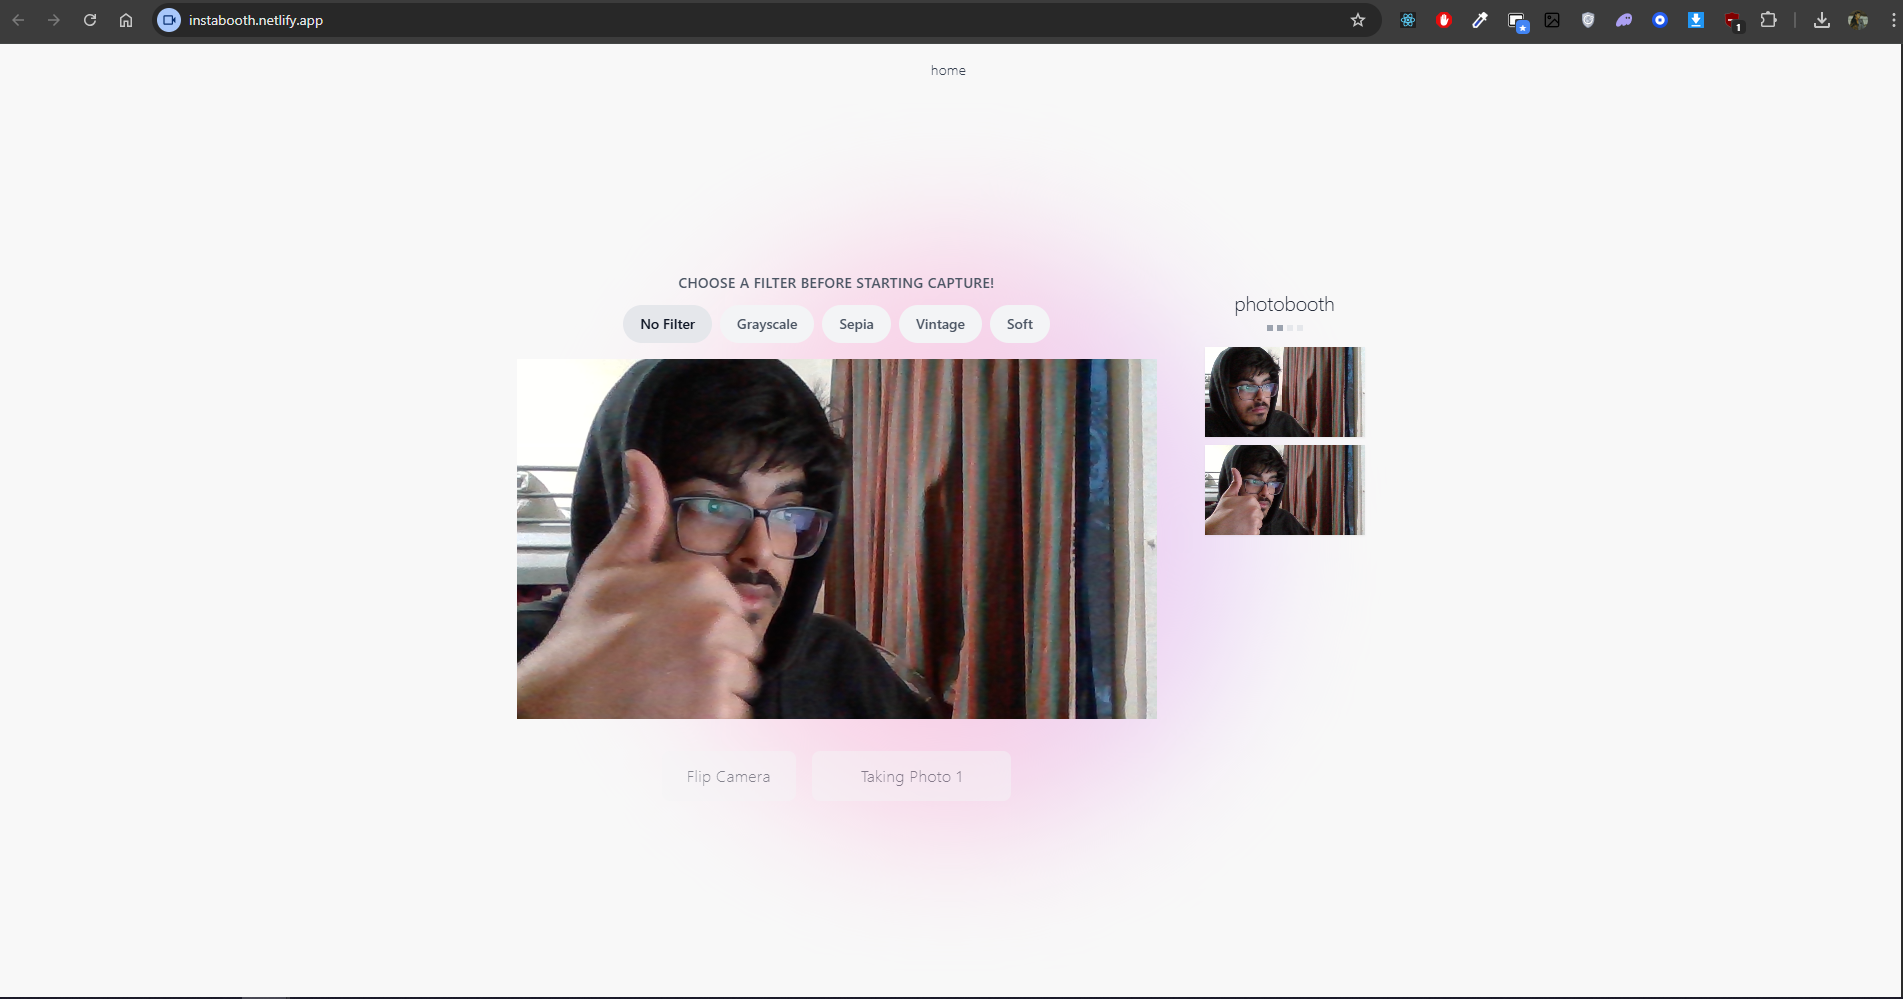 instabooth.netlify.app
1
home
CHOOSE A FILTER BEFORE STARTING CAPTURE!
No Filter
Grayscale
Sepia
Vintage
Soft
photobooth
Flip Camera
Taking Photo 1